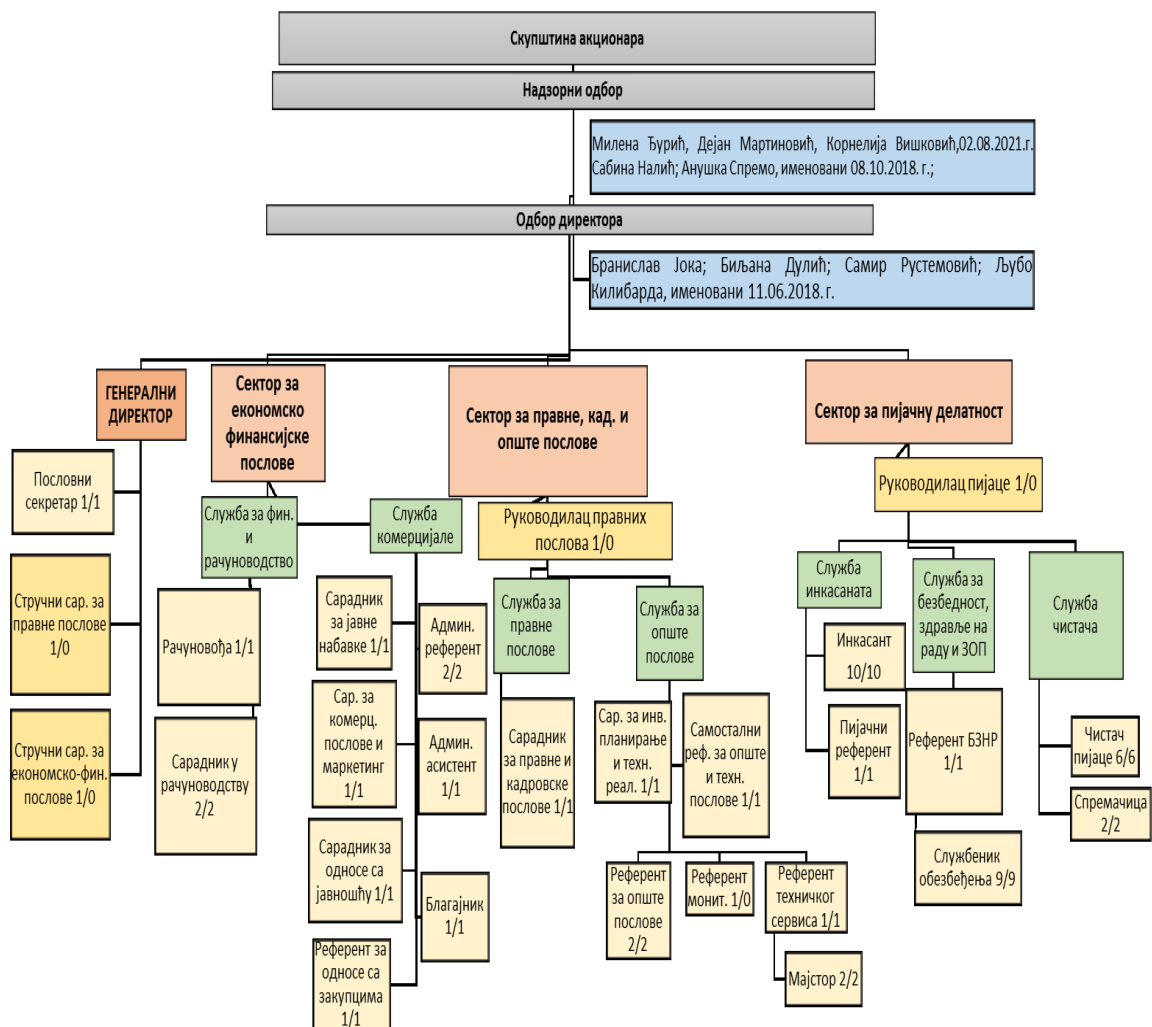 Скупштина акционара
Надзорни одбор
Милена Ђурић, Дејан Мартиновић, Корнелија Вишковић,02.08.2021.г.
Сабина Налић; Анушка Спремо, именовани 08.10.2018. г.;
Одбор директора
Бранислав Јока; Биљана Дулић; Самир Рустемовић; Љубо
Килибарда, именовани 11.06.2018. г.
ГЕНЕРАЛНИ
ДИРЕКТОР
Пословни
секретар 1/1
Стручни сар. за
правне послове
1/0
Стручни сар. за
економско-фин.
послове 1/0
Сектор за
економско
финансијске
послове
Служба за фин.
и
рачуноводство
Рачуновођа 1/1
Сарадник у
рачуноводству
2/2
Служба
комерцијале
Сарадник
за јавне
набавке 1/1
Админ.
референт
2/2
Сар. за
комерц.
послове и
маркетинг
1/1
Админ.
асистент
1/1
Сарадник за
односе са
јавношћу 1/1
Благајник
1/1
Референт за
односе са
закупцима
1/1
Сектор за правне, кад. и
опште послове
Руководилац правних
послова 1/0
Служба за
правне
послове
Сарадник
за правне и
кадровске
послове 1/1
Служба за
опште
послове
Сар. за инв.
планирање
и техн.
реал. 1/1
Самостални
реф. за опште
и техн.
послове 1/1
Референт
за опште
послове
2/2
Референт
монит. 1/0
Референт
техничког
сервиса 1/1
Мајстор 2/2
Сектор за пијачну делатност
Руководилац пијаце 1/0
Служба
инкасаната
Инкасант
10/10
Пијачни
референт
1/1
Служба за
безбедност,
здравље на
раду и ЗОП
Референт БЗНР
1/1
Службеник
обезбеђења 9/9
Служба
чистача
Чистач
пијаце 6/6
Спремачица
2/2